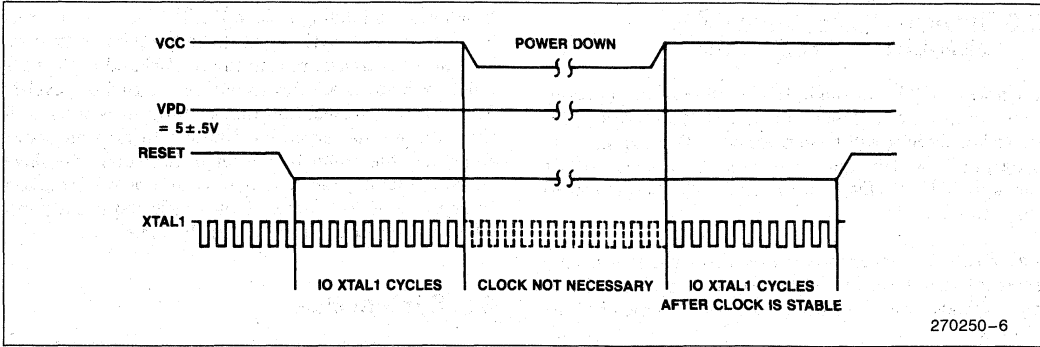 VCC
POWER DOWN
VPD
= 5±.5V
RESET
XTAL1
IO XTAL1 CYCLES
CLOCK NOT NECESSARY
IO XTAL1 CYCLES
AFTER CLOCK IS STABLE
270250-6